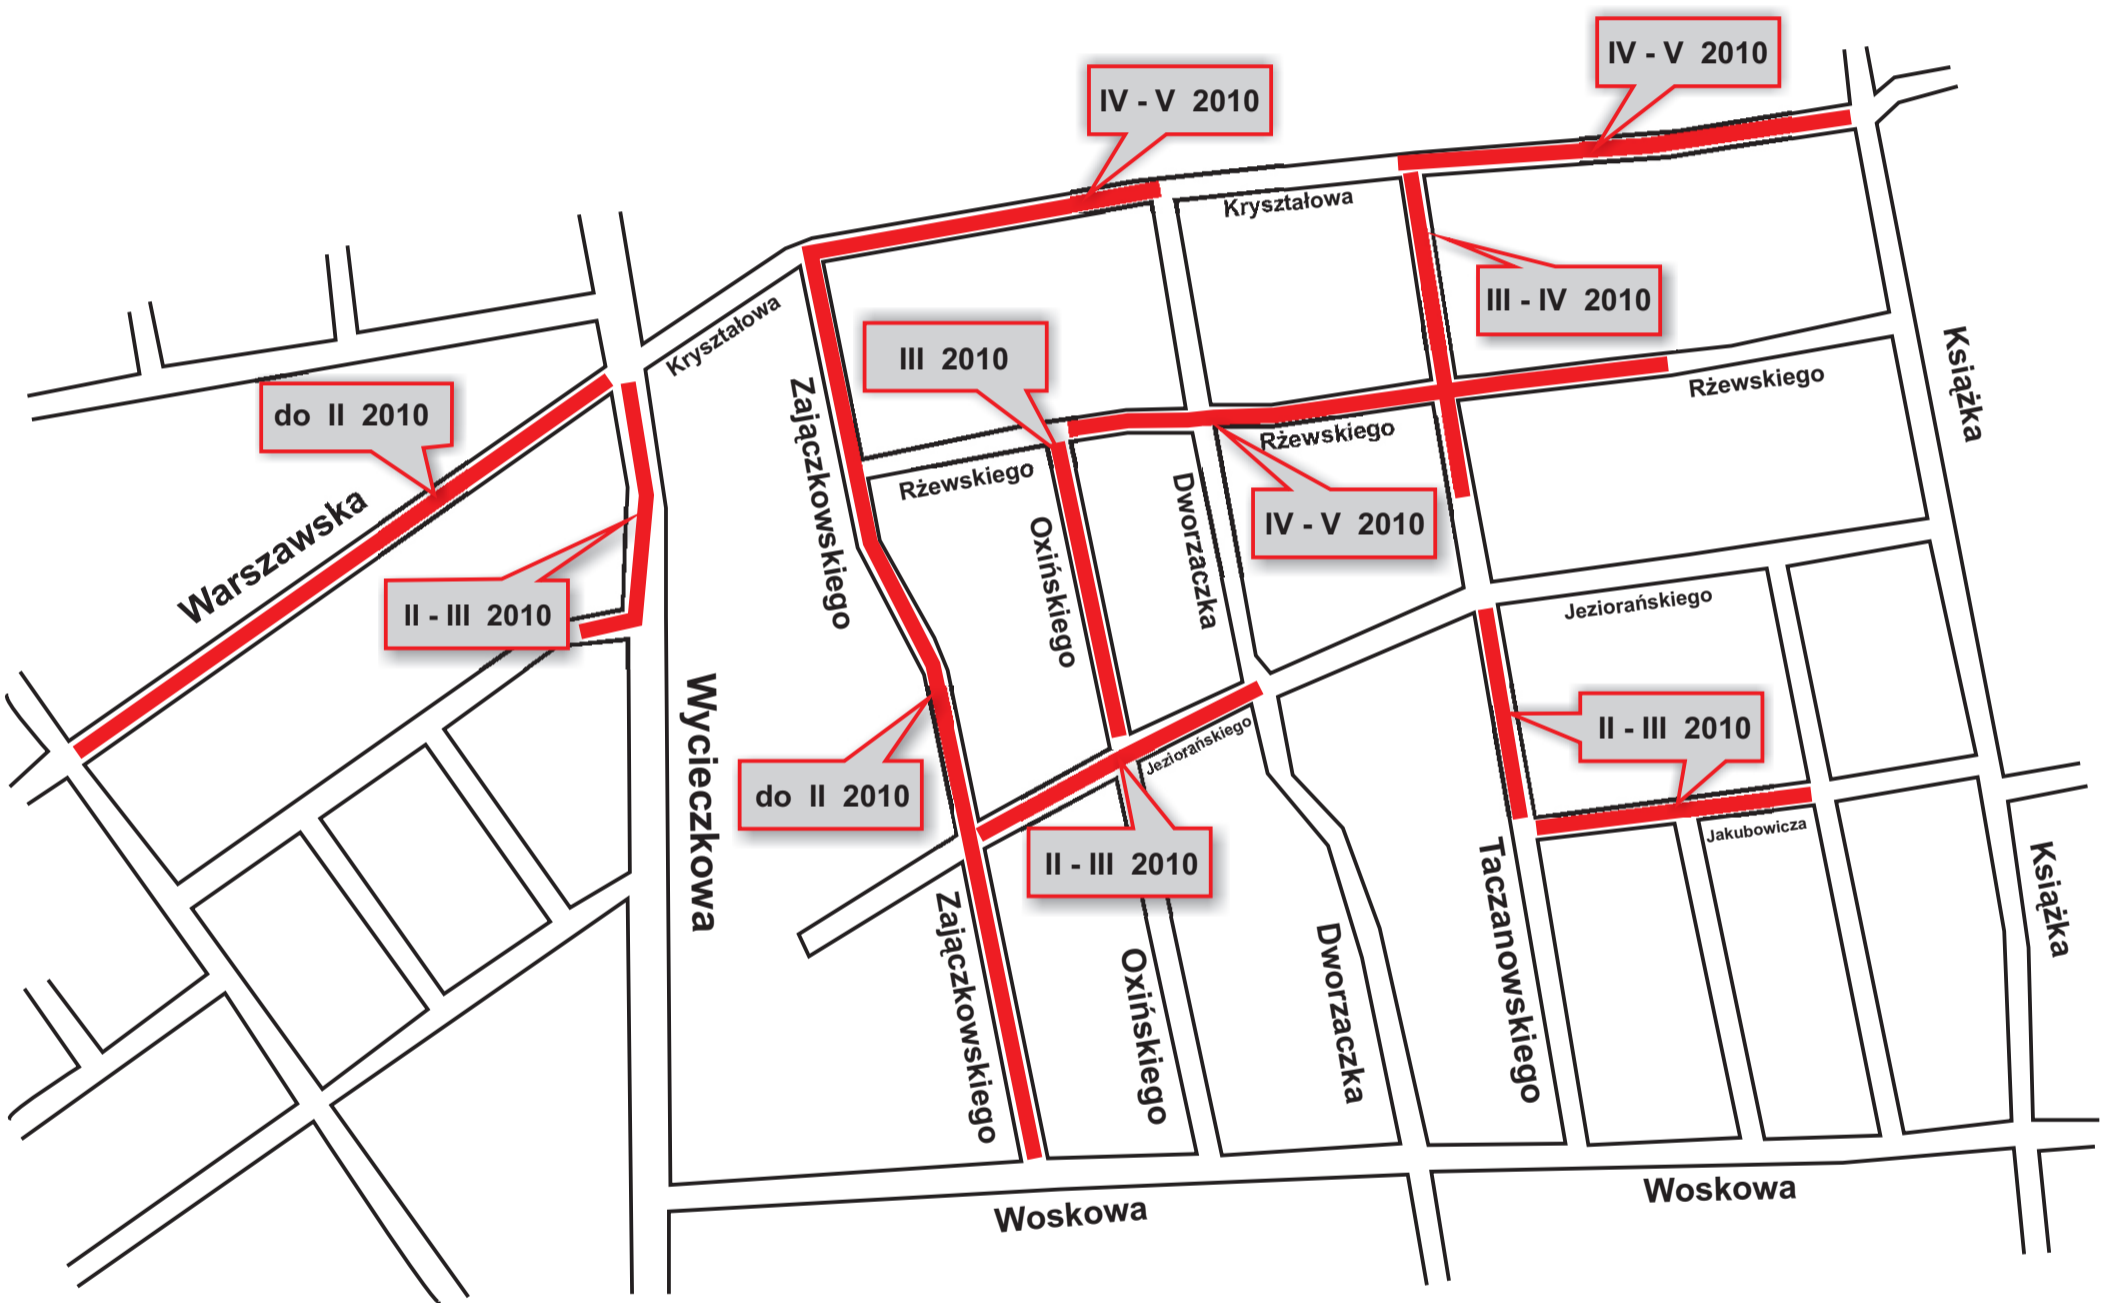 IV - V 2010
IV - V 2010
Kryształowa
III - IV 2010
Kryształowa
III 2010
Książka
Rżewskiego
do II 2010
Zajączkowskiego
Rżewskiego
Rżewskiego
Dworzaczka
IV - V 2010
Warszawska
Oxińskiego
II - III 2010
Jeziorańskiego
Wycieczkowa
II - III 2010
Jeziorańskiego
do II 2010
Jakubowicza
II - III 2010
Taczanowskiego
Książka
Zajączkowskiego
Oxińskiego
Dworzaczka
Woskowa
Woskowa